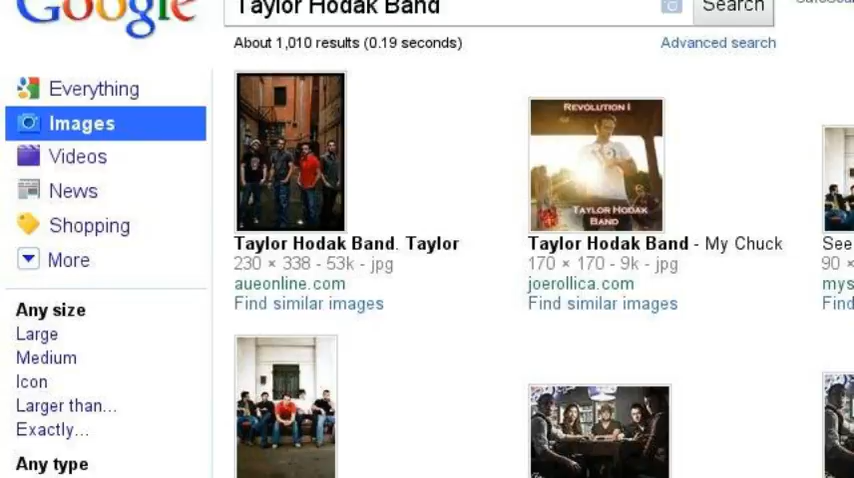 Google
Taylor Hodak Band
Search
About 1,010 results (0.19 seconds)
Advanced search
Everything
Images
Videos
News
Shopping
More
Any size
Large
Medium
Icon
Larger than...
Exactly...
Any type
REVOLUTION I
TAYLOR HODAK
BAND
Taylor Hodak Band. Taylor
230 × 338 - 53k - jpg
aueonline.com
Find similar images
Taylor Hodak Band - My Chuck
170 × 170 - 9k - jpg
joerollica.com
Find similar images
See
90 ×
mys
Find